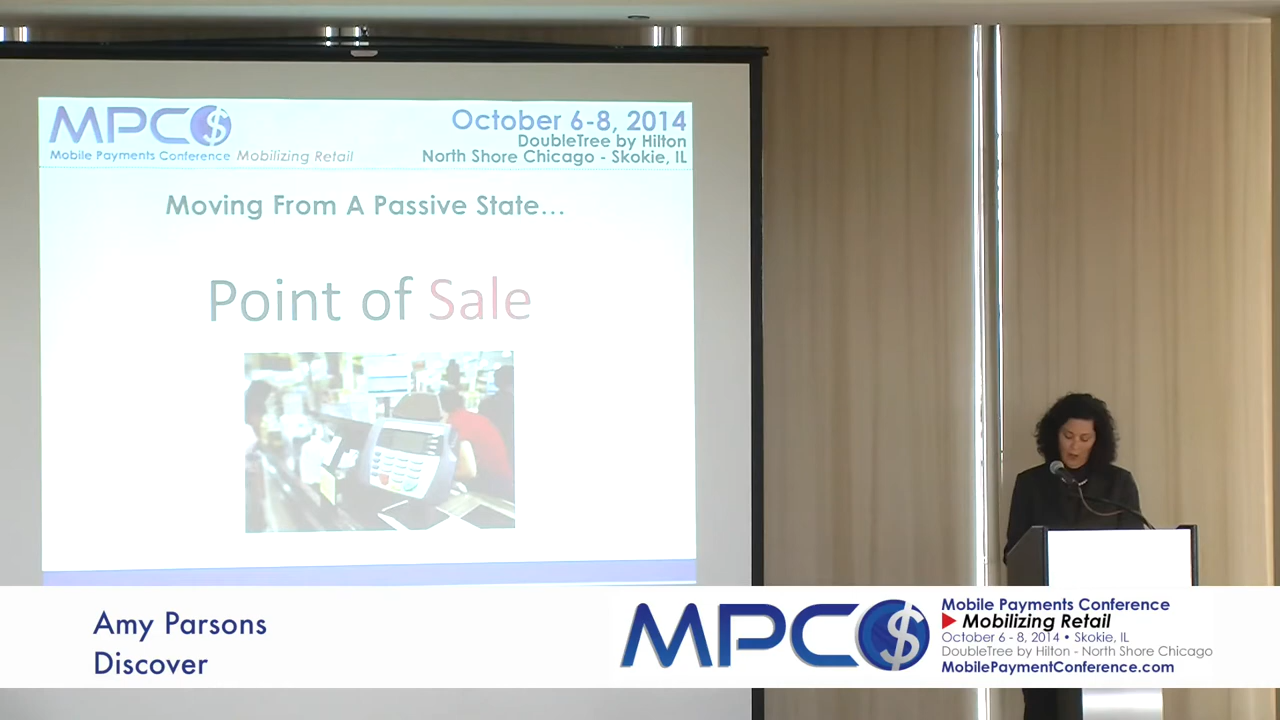 MPC$
Mobile Payments Conference Mobilizing Retail
October 6-8, 2014
DoubleTree by Hilton
North Shore Chicago - Skokie, IL
Moving From A Passive State...
Point of Sale
Amy Parsons
Discover
MPC$
Mobile Payments Conference
Mobilizing Retail
October 6 - 8, 2014 • Skokie, IL
DoubleTree by Hilton - North Shore Chicago
MobilePaymentConference.com